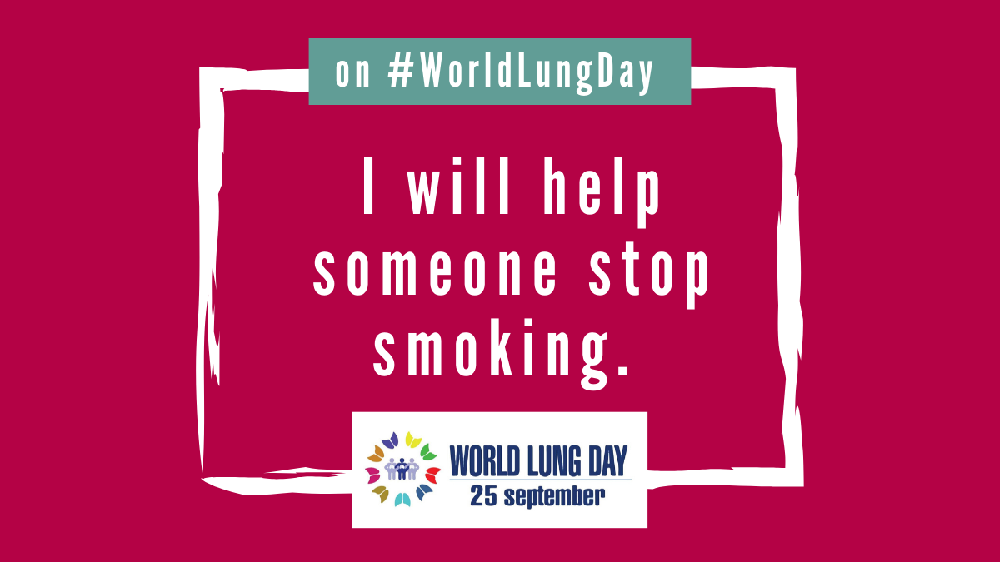 on #WorldLungDay
I will help
someone stop
smoking.
WORLD LUNG DAY
25 september